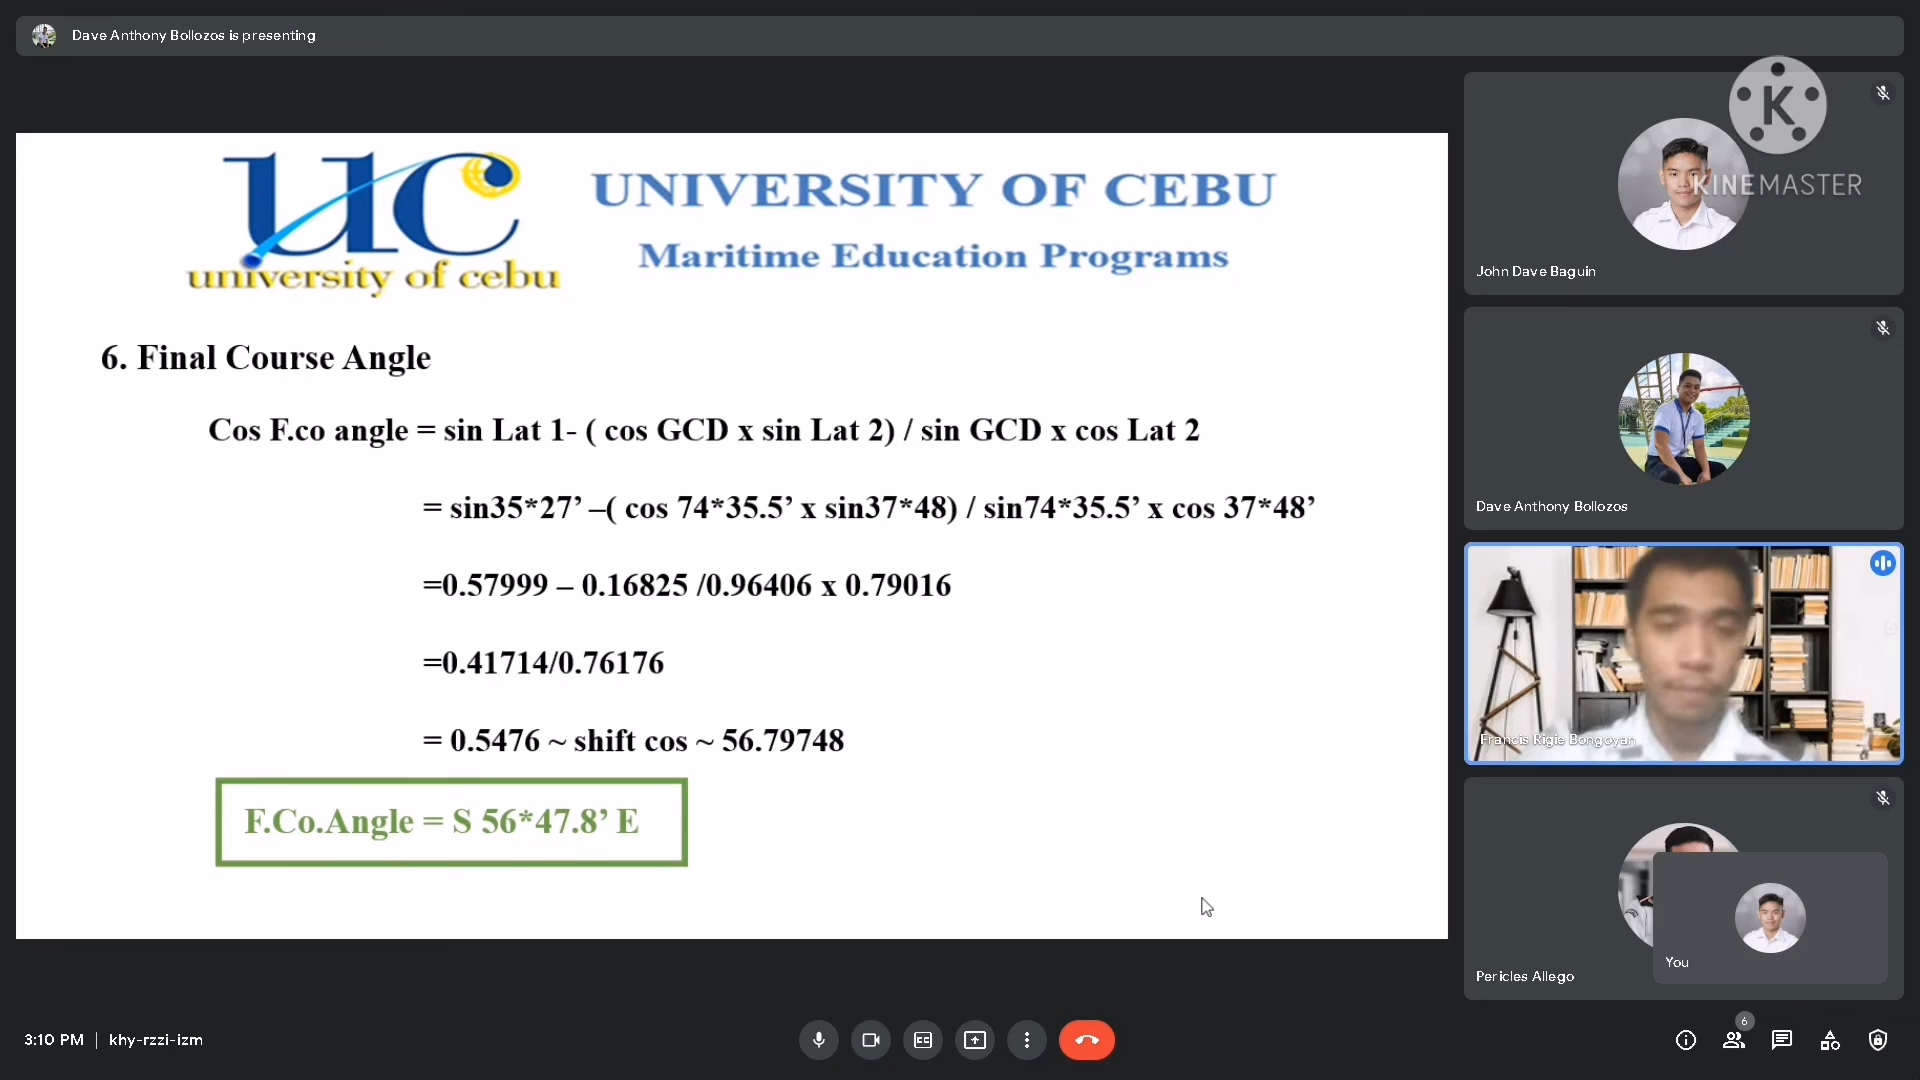 Dave Anthony Bollozos is presenting
UC
university of cebu
UNIVERSITY OF CEBU
Maritime Education Programs
6. Final Course Angle
Cos F.co angle = sin Lat 1- ( cos GCD x sin Lat 2) / sin GCD x cos Lat 2
= sin35*27’ –( cos 74*35.5’ x sin37*48) / sin74*35.5’ x cos 37*48’
=0.57999 – 0.16825 /0.96406 x 0.79016
=0.41714/0.76176
= 0.5476 ~ shift cos ~ 56.79748
F.Co.Angle = S 56*47.8’ E
K
KINEMASTER
John Dave Baguin
Dave Anthony Bollozos
Francis Rigie Bongoyan
Pericles Allego
You
3:10 PM | khy-rzzi-izm
6